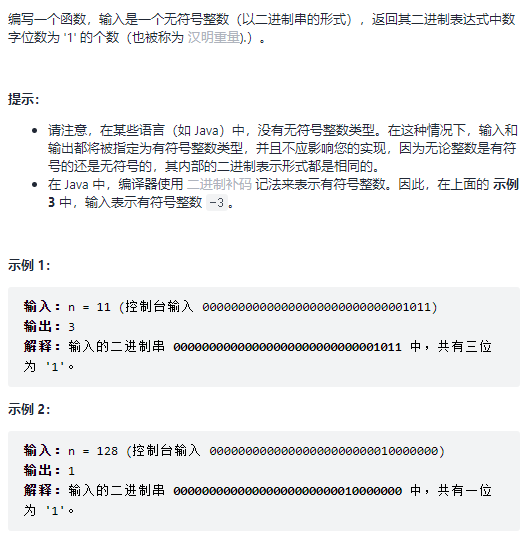 编写一个函数，输入是一个无符号整数（以二进制串的形式），返回其二进制表达式中数
字位数为 '1' 的个数（也被称为 汉明重量).）。
提示：
• 请注意，在某些语言（如 Java）中，没有无符号整数类型。在这种情况下，输入和
输出都将被指定为有符号整数类型，并且不应影响您的实现，因为无论整数是有符
号的还是无符号的，其内部的二进制表示形式都是相同的。
• 在 Java 中，编译器使用 二进制补码 记法来表示有符号整数。因此，在上面的 示例
3 中，输入表示有符号整数 -3。
示例 1：
输入：n = 11 (控制台输入 00000000000000000000000000001011)
输出：3
解释：输入的二进制串 00000000000000000000000000001011 中，共有三位
为 '1'。
示例 2：
输入：n = 128 (控制台输入 00000000000000000000000010000000)
输出：1
解释：输入的二进制串 00000000000000000000000010000000 中，共有一位
为 '1'。